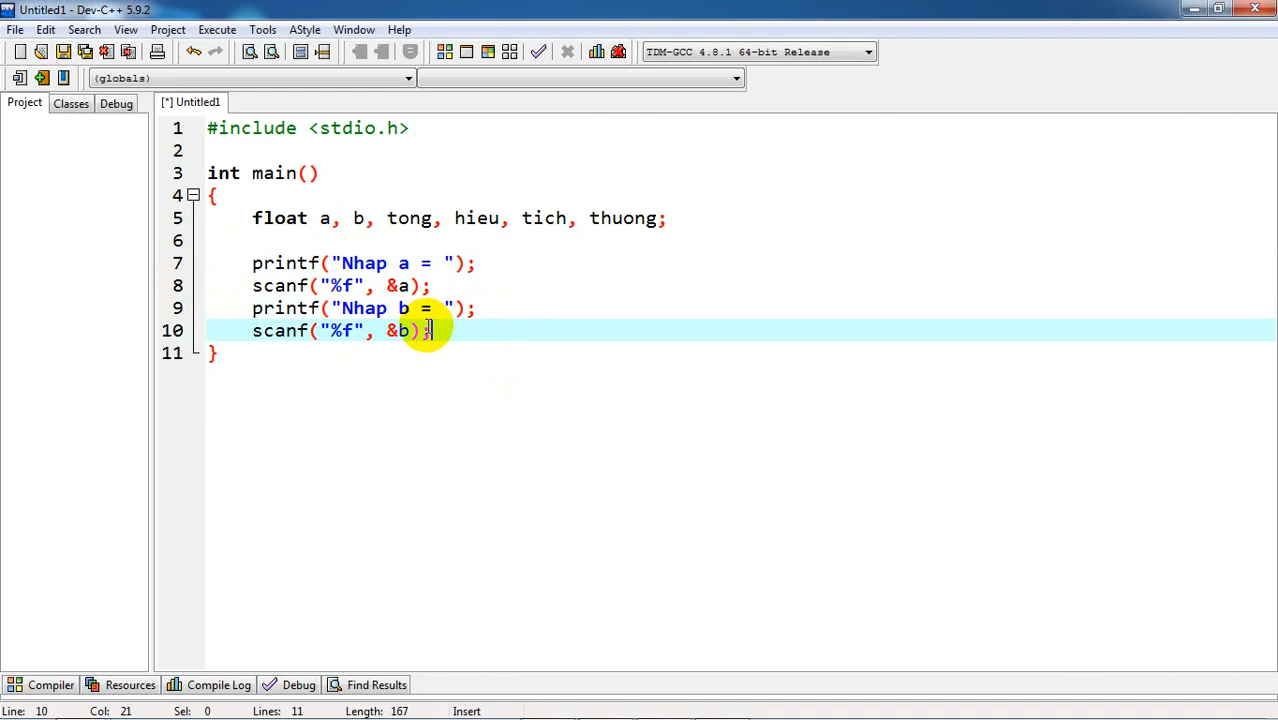 Untitled1 - Dev-C++ 5.9.2
File Edit Search View Project Execute Tools AStyle Window Help
TDM-GCC 4.8.1 64-bit Release
(globals)
Project Classes Debug [*] Untitled1
1 #include <stdio.h>
2
3 int main()
4 {
5 float a, b, tong, hieu, tich, thuong;
6
7 printf("Nhap a = ");
8 scanf("%f", &a);
9 printf("Nhap b = ");
10 scanf("%f", &b);
11 }
Compiler Resources Compile Log Debug Find Results
Line: 10 Col: 21 Sel: 0 Lines: 11 Length: 167 Insert